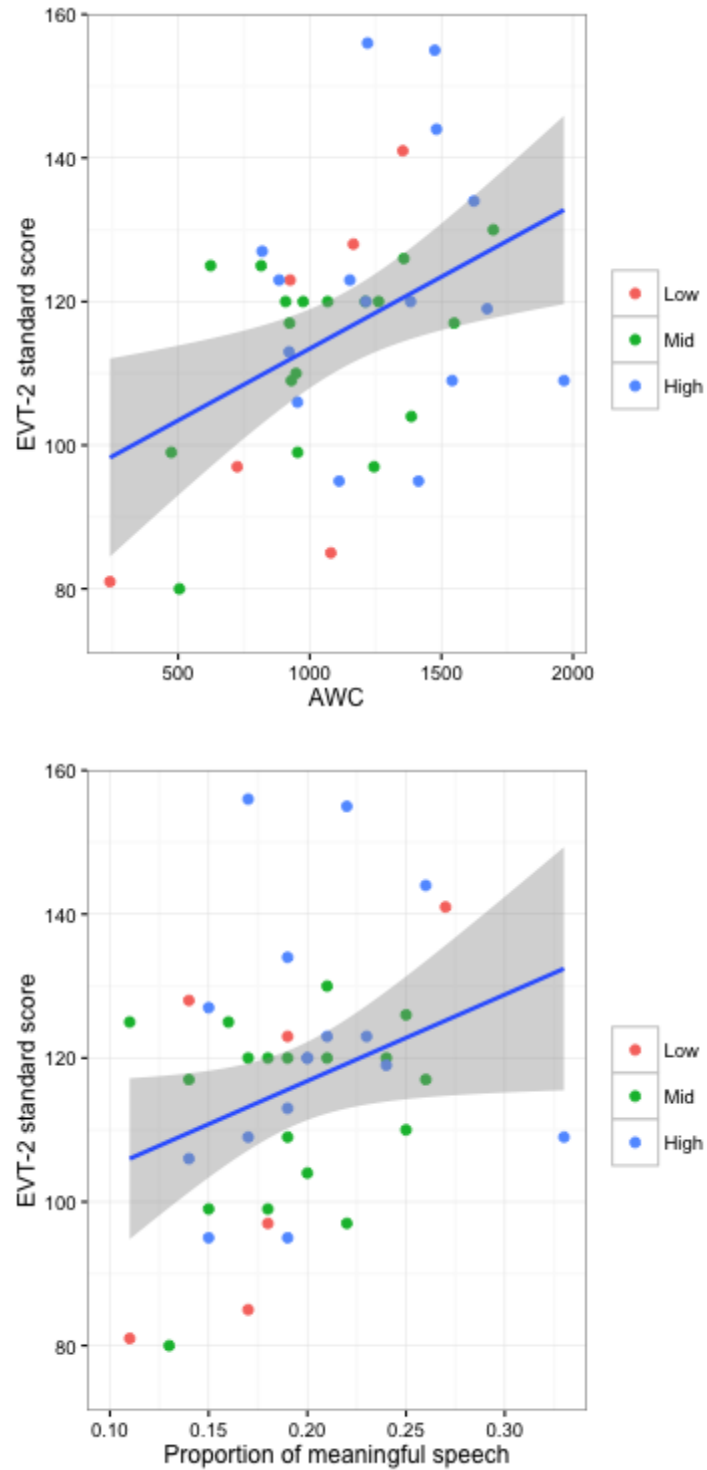 160
140
120
100
80
EVT-2 standard score
500 1000 1500 2000
AWC
Low
Mid
High
160
140
120
100
80
EVT-2 standard score
0.10 0.15 0.20 0.25 0.30
Proportion of meaningful speech
Low
Mid
High